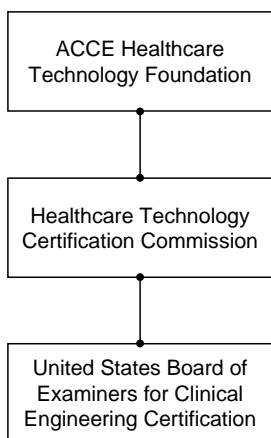 ACCE Healthcare
Technology Foundation
Healthcare Technology
Certification Commission
United States Board of
Examiners for Clinical
Engineering Certification